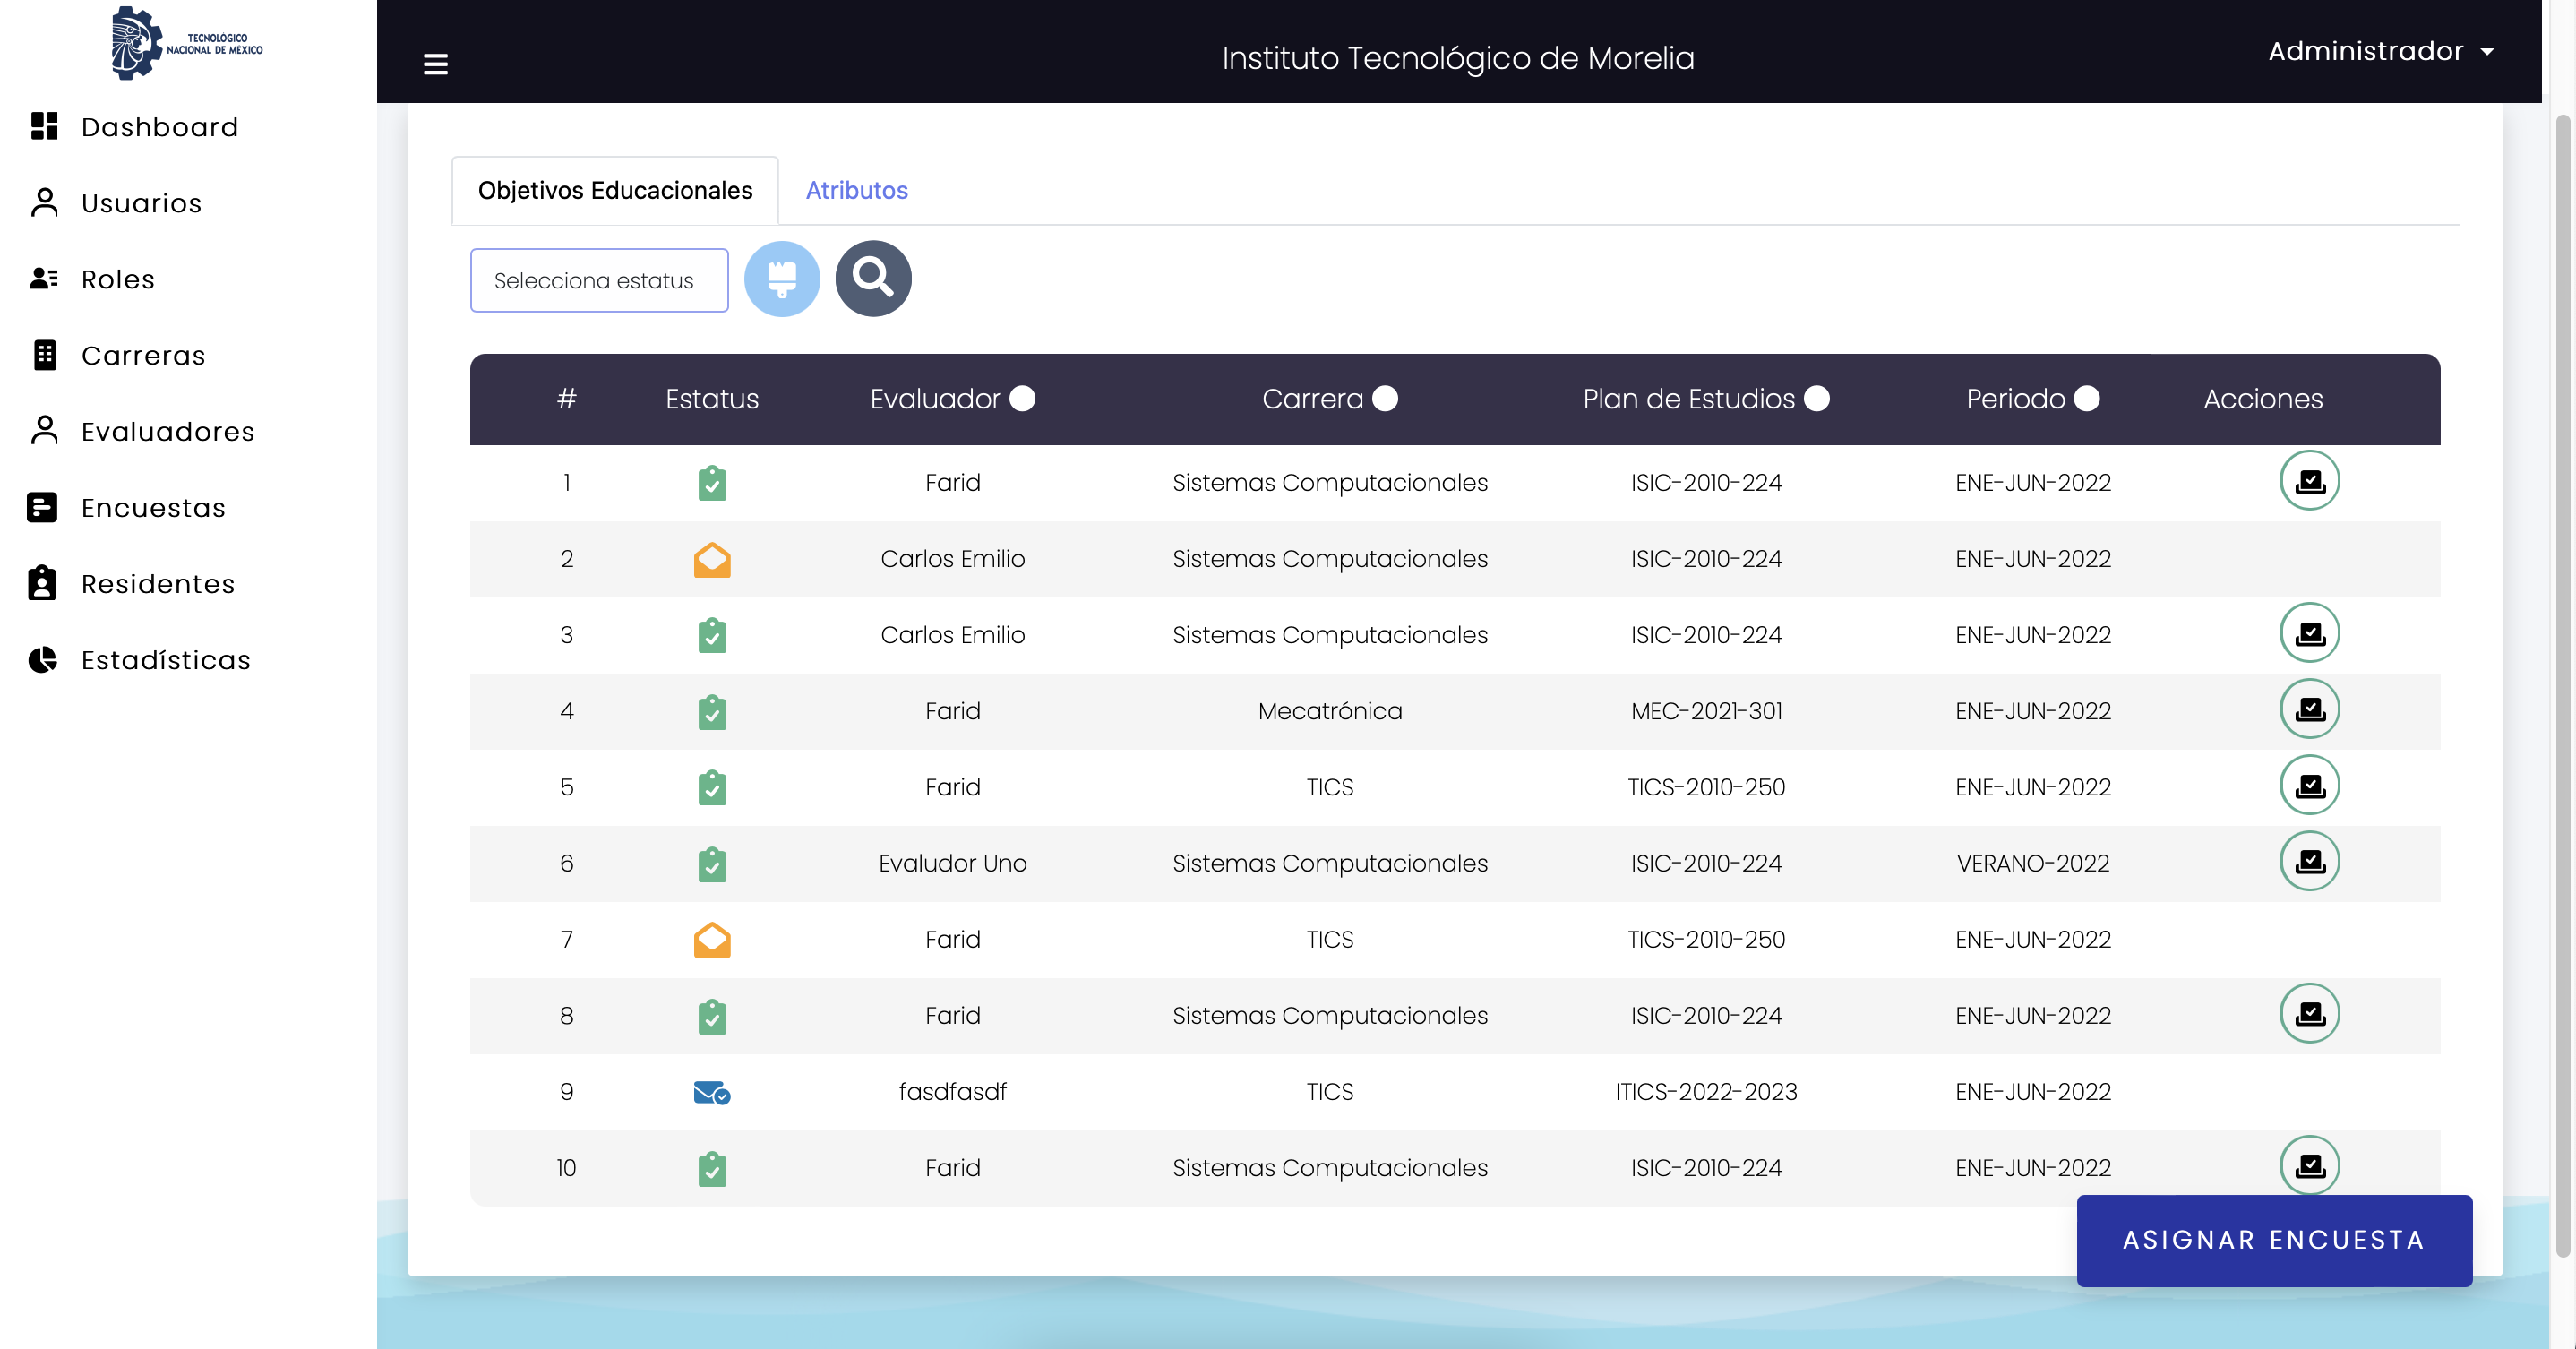 TECNOLÓGICO
NACIONAL DE MÉXICO
Instituto Tecnológico de Morelia
Administrador
Dashboard
Usuarios
Roles
Carreras
Evaluadores
Encuestas
Residentes
Estadísticas
Objetivos Educacionales Atributos
Selecciona estatus
# Estatus Evaluador Carrera Plan de Estudios Periodo Acciones
1 Farid Sistemas Computacionales ISIC-2010-224 ENE-JUN-2022
2 Carlos Emilio Sistemas Computacionales ISIC-2010-224 ENE-JUN-2022
3 Carlos Emilio Sistemas Computacionales ISIC-2010-224 ENE-JUN-2022
4 Farid Mecatrónica MEC-2021-301 ENE-JUN-2022
5 Farid TICS TICS-2010-250 ENE-JUN-2022
6 Evaludor Uno Sistemas Computacionales ISIC-2010-224 VERANO-2022
7 Farid TICS TICS-2010-250 ENE-JUN-2022
8 Farid Sistemas Computacionales ISIC-2010-224 ENE-JUN-2022
9 fasdfasdf TICS ITICS-2022-2023 ENE-JUN-2022
10 Farid Sistemas Computacionales ISIC-2010-224 ENE-JUN-2022
ASIGNAR ENCUESTA